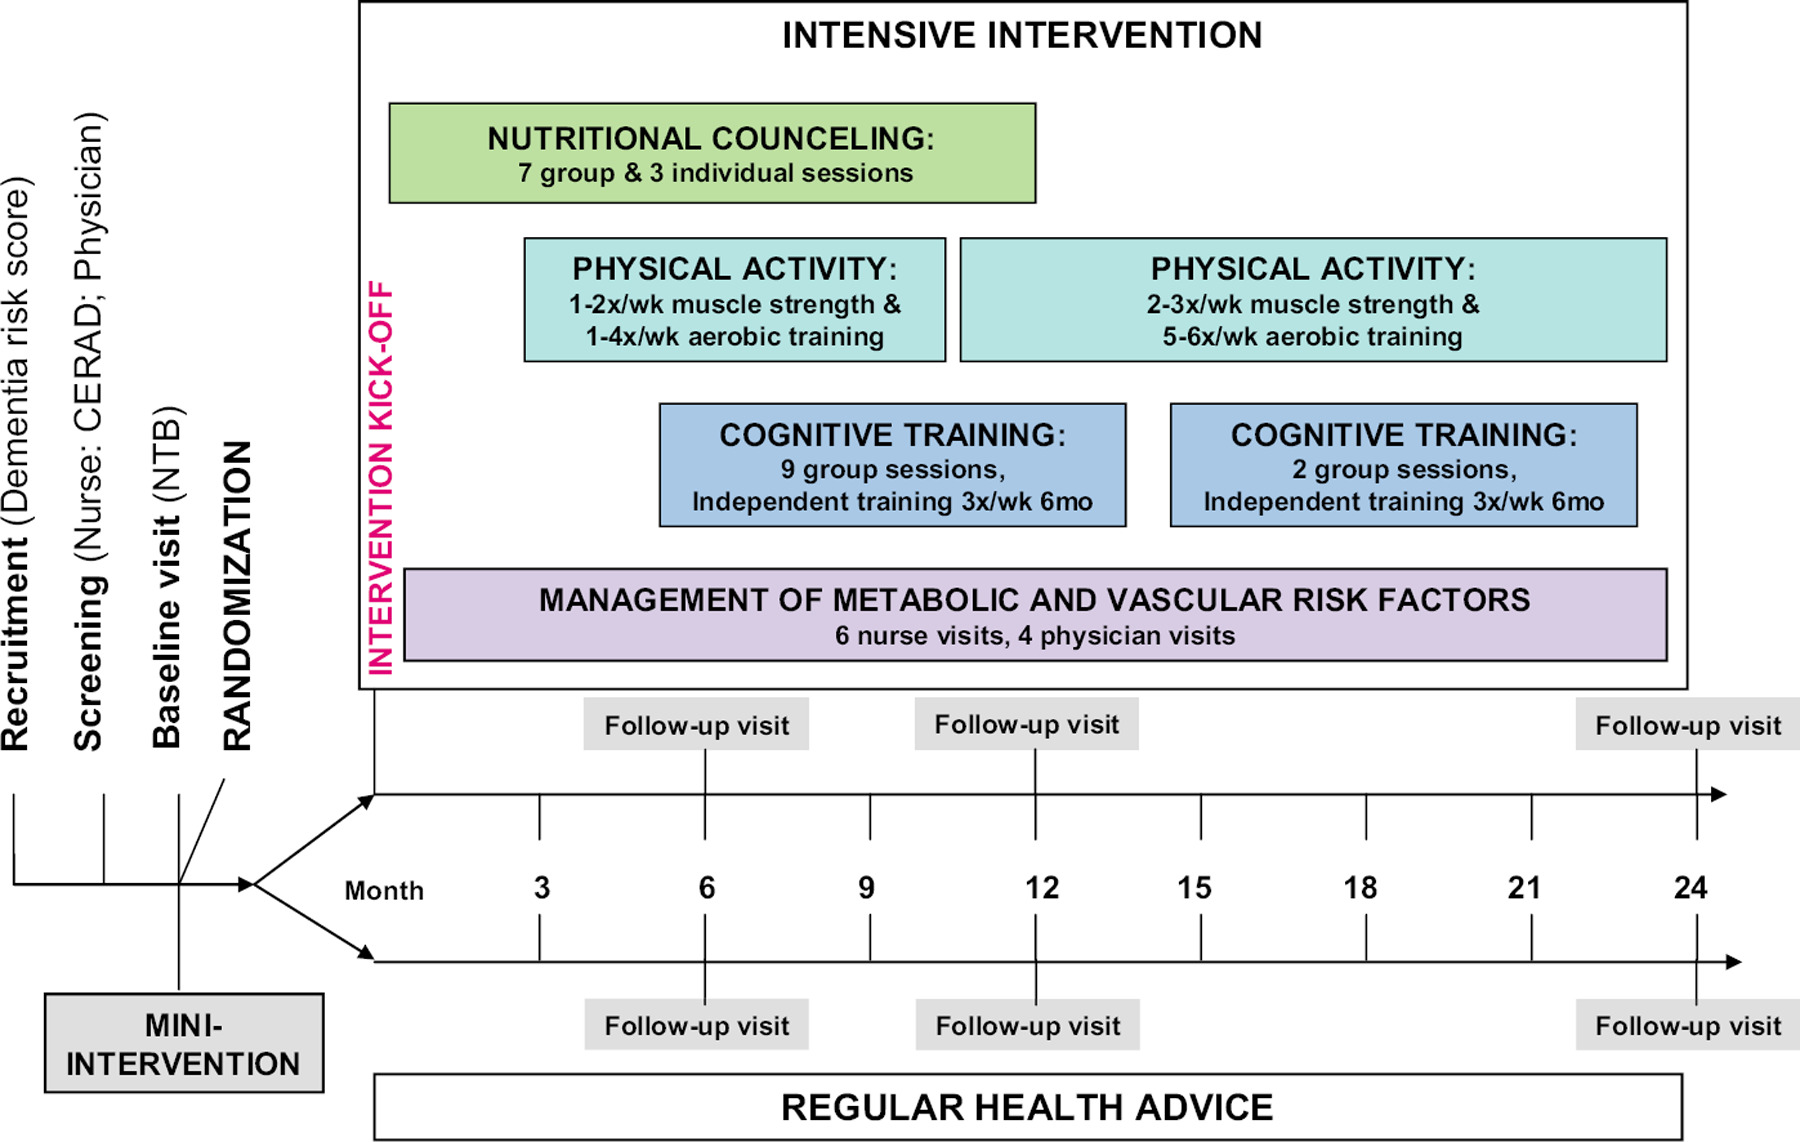 INTENSIVE INTERVENTION
NUTRITIONAL COUNCELING:
7 group & 3 individual sessions
PHYSICAL ACTIVITY:
1-2x/wk muscle strength &
1-4x/wk aerobic training
PHYSICAL ACTIVITY:
2-3x/wk muscle strength &
5-6x/wk aerobic training
COGNITIVE TRAINING:
9 group sessions,
Independent training 3x/wk 6mo
COGNITIVE TRAINING:
2 group sessions,
Independent training 3x/wk 6mo
MANAGEMENT OF METABOLIC AND VASCULAR RISK FACTORS
6 nurse visits, 4 physician visits
INTERVENTION KICK-OFF
Recruitment (Dementia risk score)
Screening (Nurse: CERAD; Physician)
Baseline visit (NTB)
RANDOMIZATION
Follow-up visit
Follow-up visit
Follow-up visit
Month 3 6 9 12 15 18 21 24
Follow-up visit
Follow-up visit
Follow-up visit
MINI-
INTERVENTION
REGULAR HEALTH ADVICE